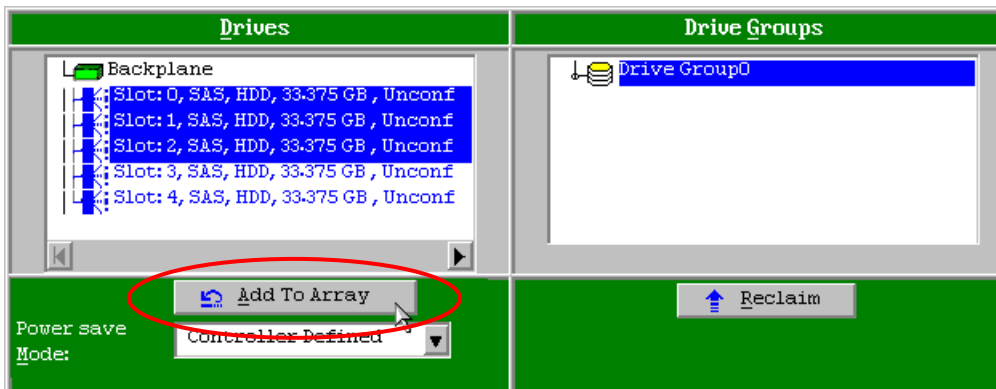 Drives
Drive Groups
Backplane
Slot: 0, SAS, HDD, 33.375 GB , Unconf
Slot: 1, SAS, HDD, 33.375 GB , Unconf
Slot: 2, SAS, HDD, 33.375 GB , Unconf
Slot: 3, SAS, HDD, 33.375 GB , Unconf
Slot: 4, SAS, HDD, 33.375 GB , Unconf
Drive Group0
Add To Array
Reclaim
Power save
Mode:
Controller Defined